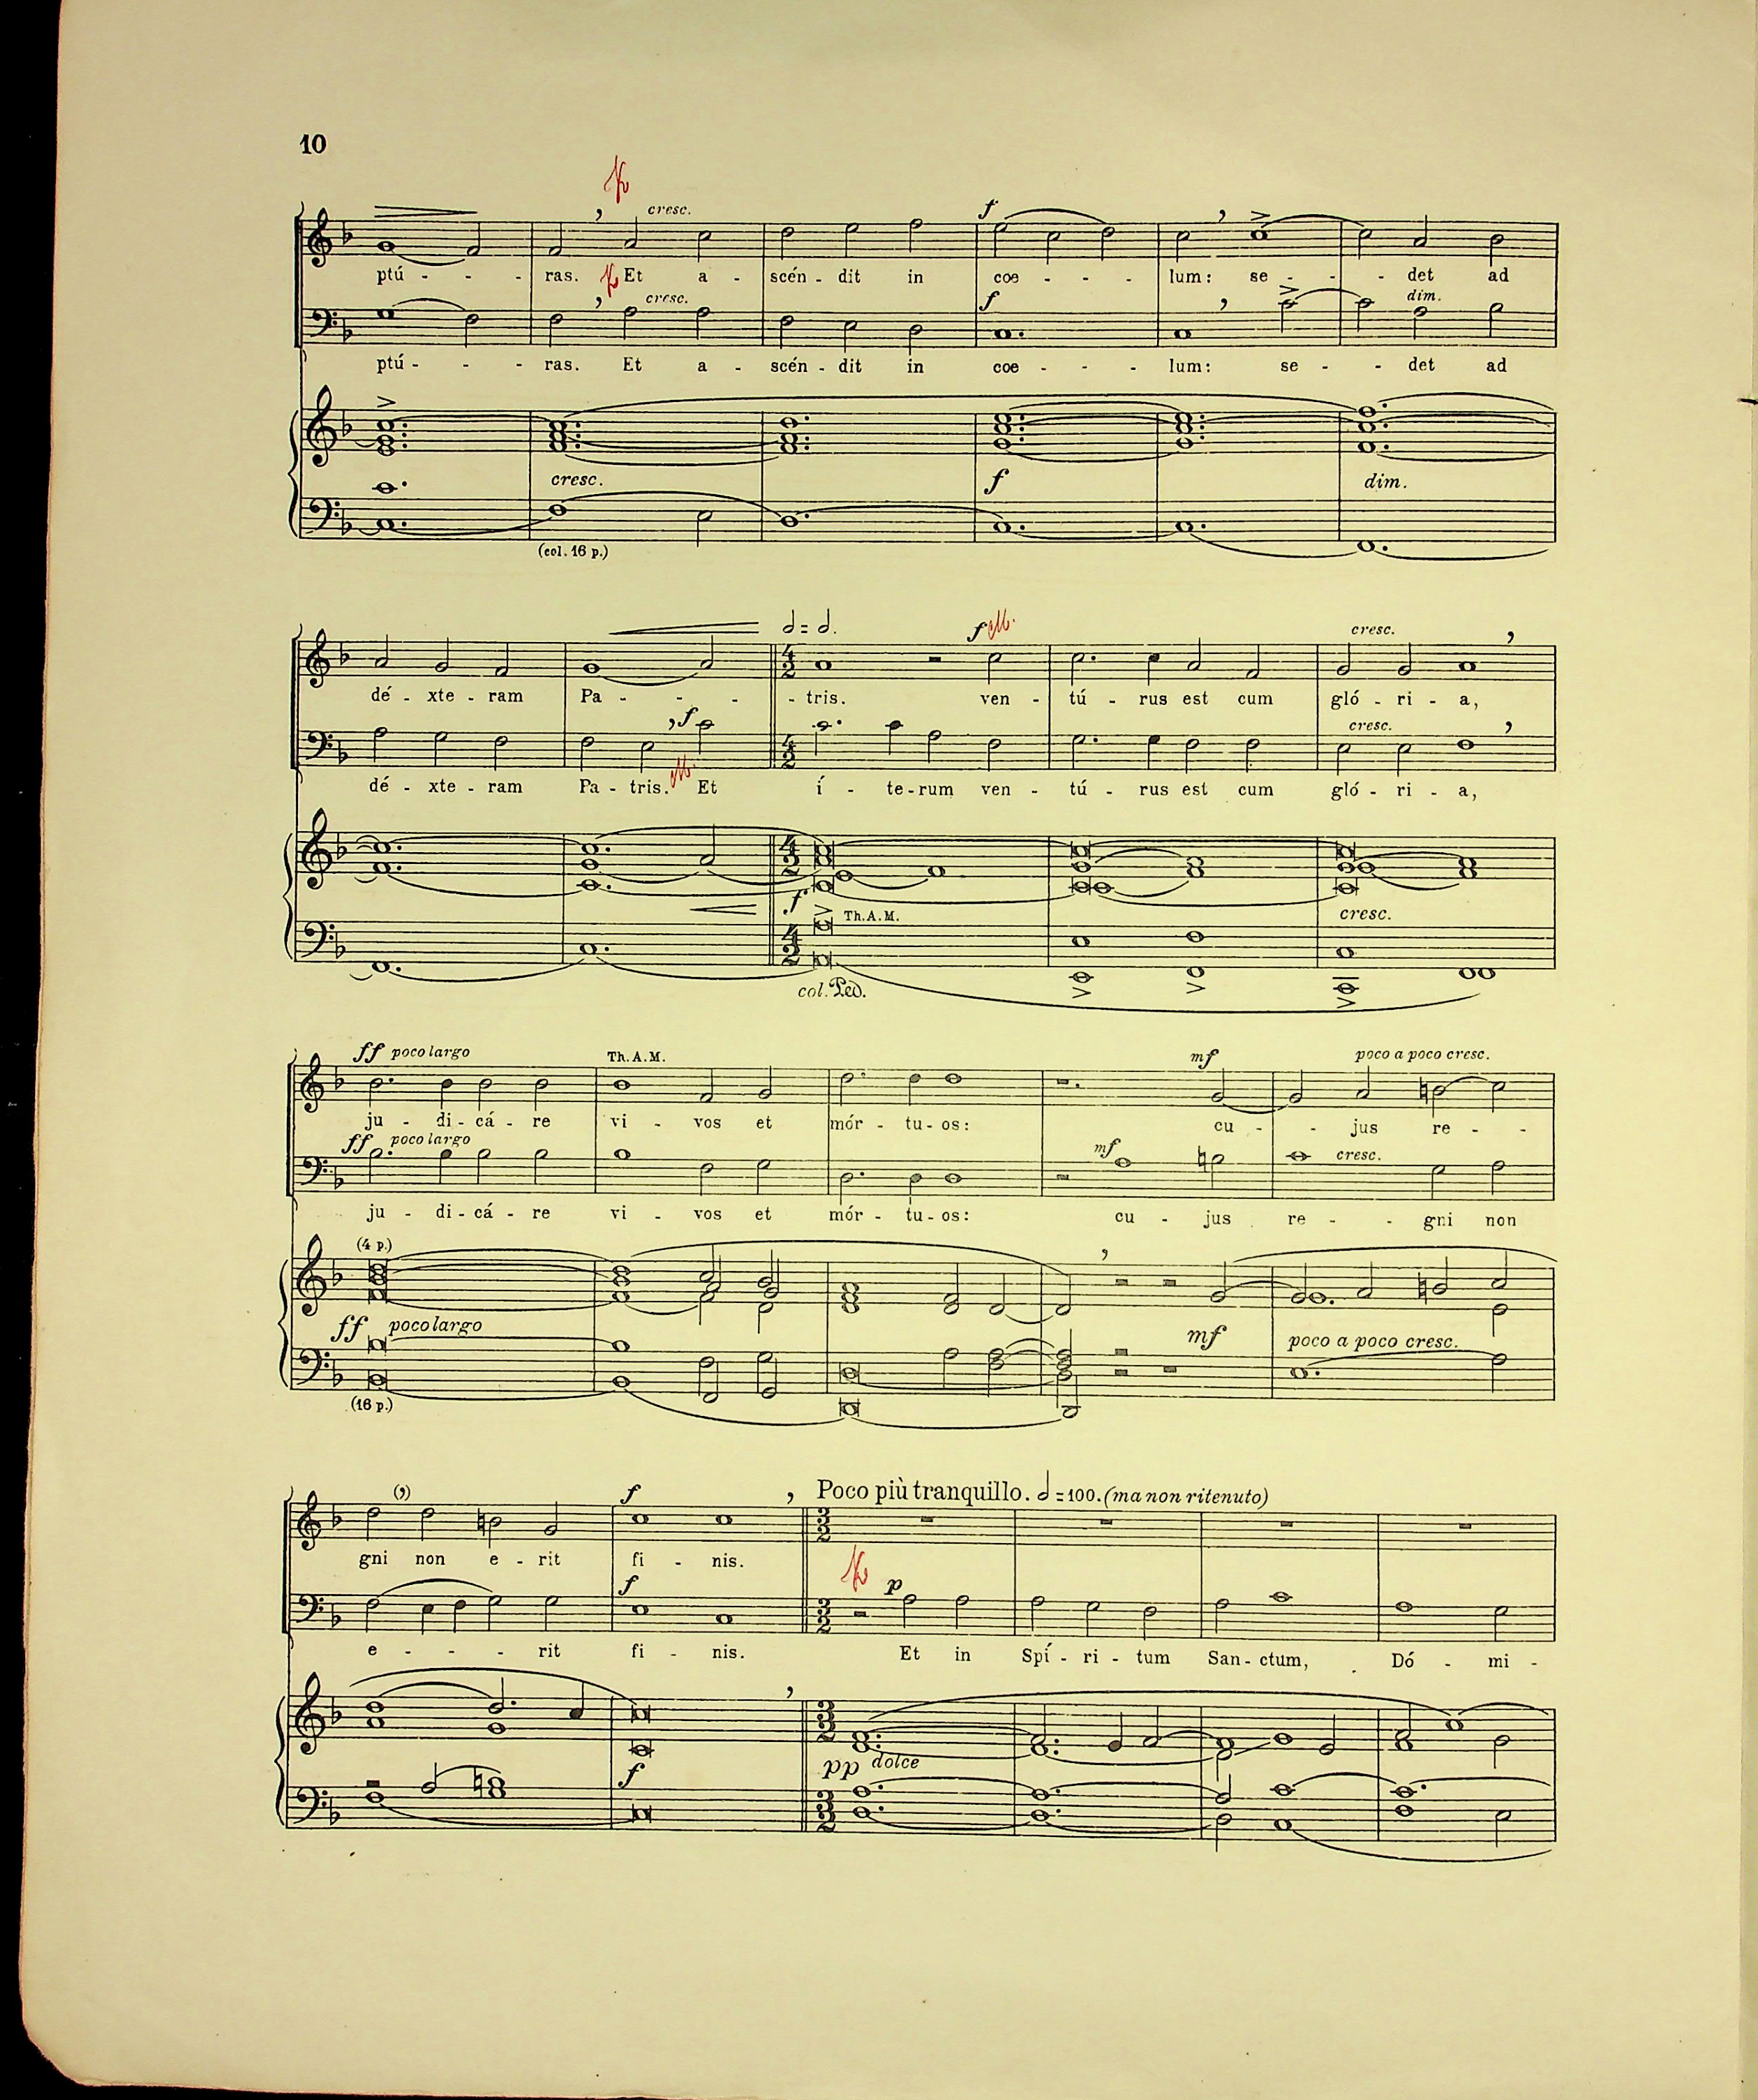 10
cresc.
f
ptú - - - ras. Et a - scén - dit in coe - - - lum: se - - - det ad
cresc.
f
dim.
ptú - - - ras. Et a - scén - dit in coe - - - lum: se - - det ad
cresc.
f
dim.
(col. 16 p.)
f
cresc.
dé - xte - ram Pa - - - - tris. ven - tú - rus est cum gló - ri - a,
f
cresc.
dé - xte - ram Pa - tris. Et í - te - rum ven - tú - rus est cum gló - ri - a,
f
Th. A. M.
cresc.
col. Ped.
ff poco largo
Th. A. M.
mf
poco a poco cresc.
ju - di - cá - re vi - vos et mór - tu - os: cu - - jus re - -
ff poco largo
mf
cresc.
ju - di - cá - re vi - vos et mór - tu - os: cu - jus re - - gni non
(4 p.)
ff poco largo
mf
poco a poco cresc.
(16 p.)
(,)
f
Poco più tranquillo. 𝅗𝅥 = 100. (ma non ritenuto)
gni non e - rit fi - nis.
f
p
e - - - rit fi - nis. Et in Spí - ri - tum San - ctum, Dó - mi -
f
pp dolce